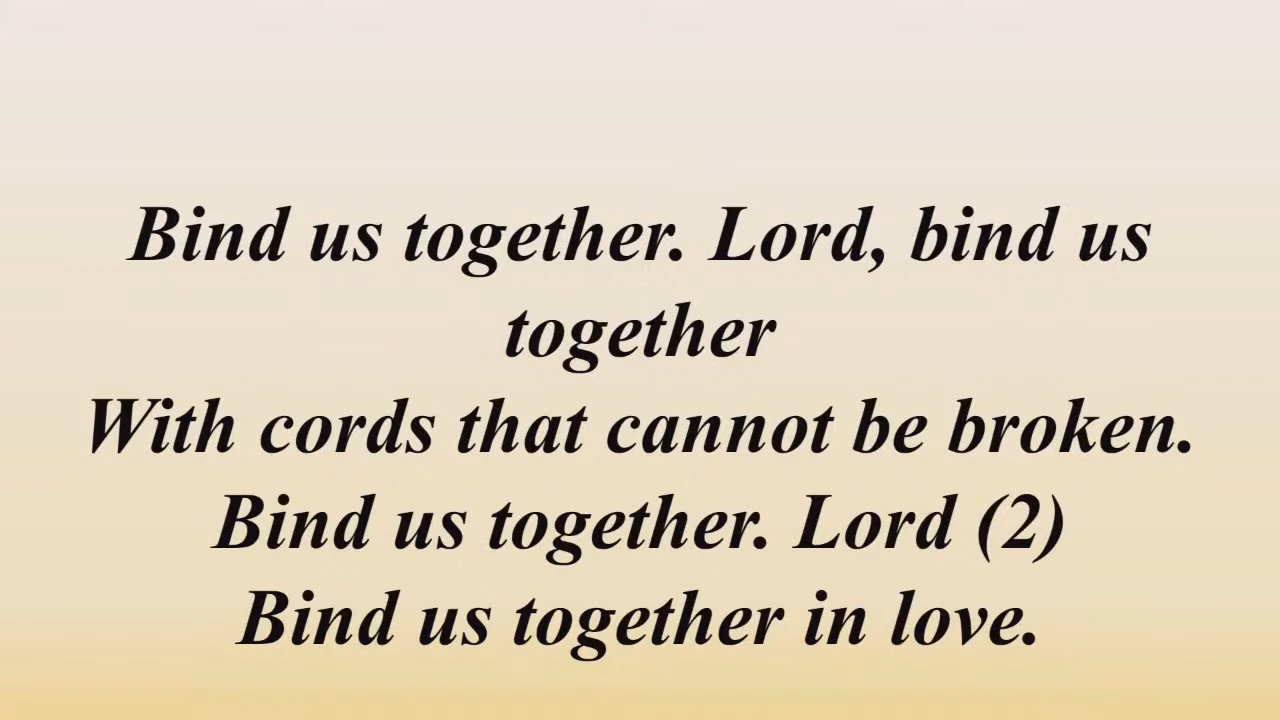 Bind us together. Lord, bind us
together
With cords that cannot be broken.
Bind us together. Lord (2)
Bind us together in love.